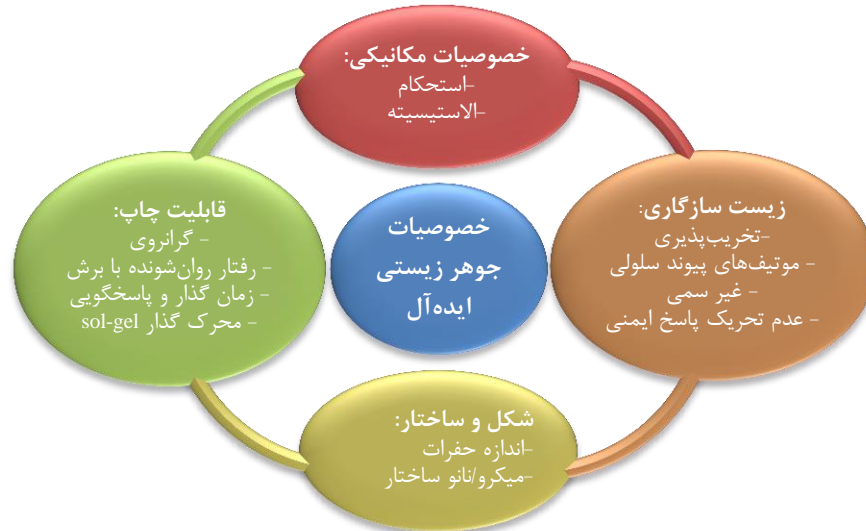 خصوصیات مکانیکی:
-استحکام
-الاستیسیته
زیست سازگاری:
-تخریب‌پذیری
- موتیف‌های پیوند سلولی
- غیر سمی
- عدم تحریک پاسخ ایمنی
شکل و ساختار:
-اندازه حفرات
-میکرو/نانو ساختار
قابلیت چاپ:
- گرانروی
- رفتار روان‌شونده با برش
- زمان گذار و پاسخگویی
- محرک گذار sol-gel
خصوصیات
جوهر زیستی
ایده‌آل